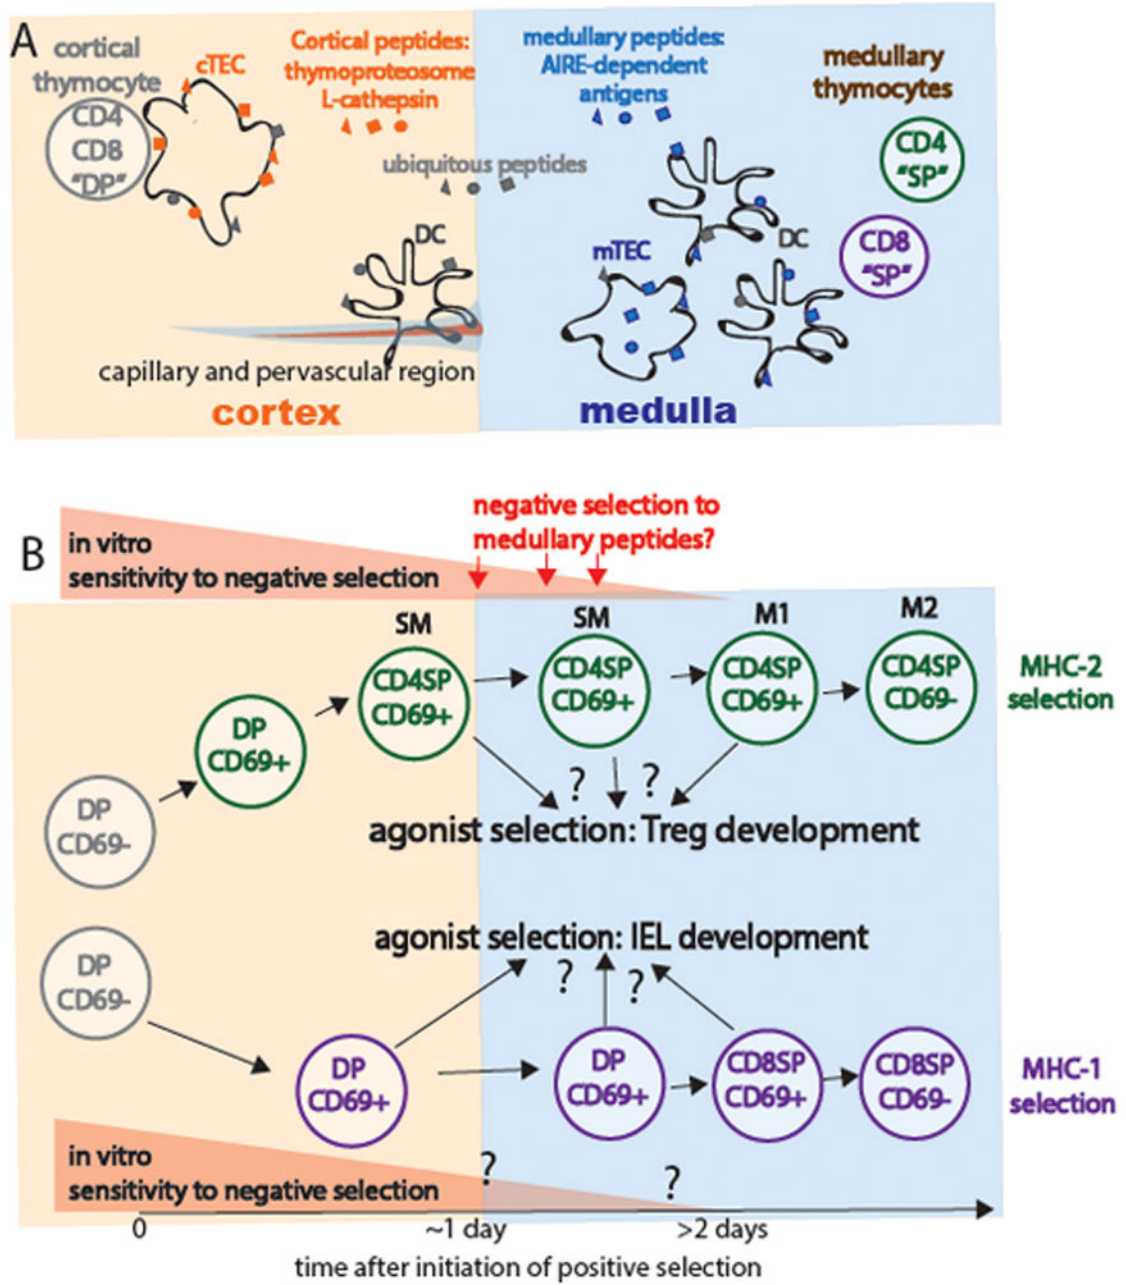 A
cortical
thymocyte
CD4
CD8
"DP"
cTEC
Cortical peptides:
thymoproteosome
L-cathepsin
ubiquitous peptides
DC
capillary and pervascular region
cortex
medullary peptides:
AIRE-dependent
antigens
mTEC
DC
medulla
medullary
thymocytes
CD4
"SP"
CD8
"SP"
B
in vitro
sensitivity to negative selection
negative selection to
medullary peptides?
SM
SM
M1
M2
CD4SP
CD69+
CD4SP
CD69+
CD4SP
CD69+
CD4SP
CD69-
MHC-2
selection
DP
CD69+
DP
CD69-
?
?
agonist selection: Treg development
agonist selection: IEL development
?
?
DP
CD69-
DP
CD69+
DP
CD69+
CD8SP
CD69+
CD8SP
CD69-
MHC-1
selection
in vitro
sensitivity to negative selection
?
?
0
~1 day
>2 days
time after initiation of positive selection